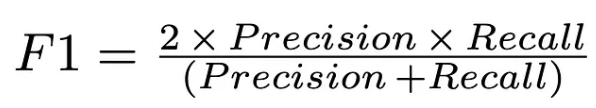 F1 = 2 × Precision × Recall / (Precision + Recall)